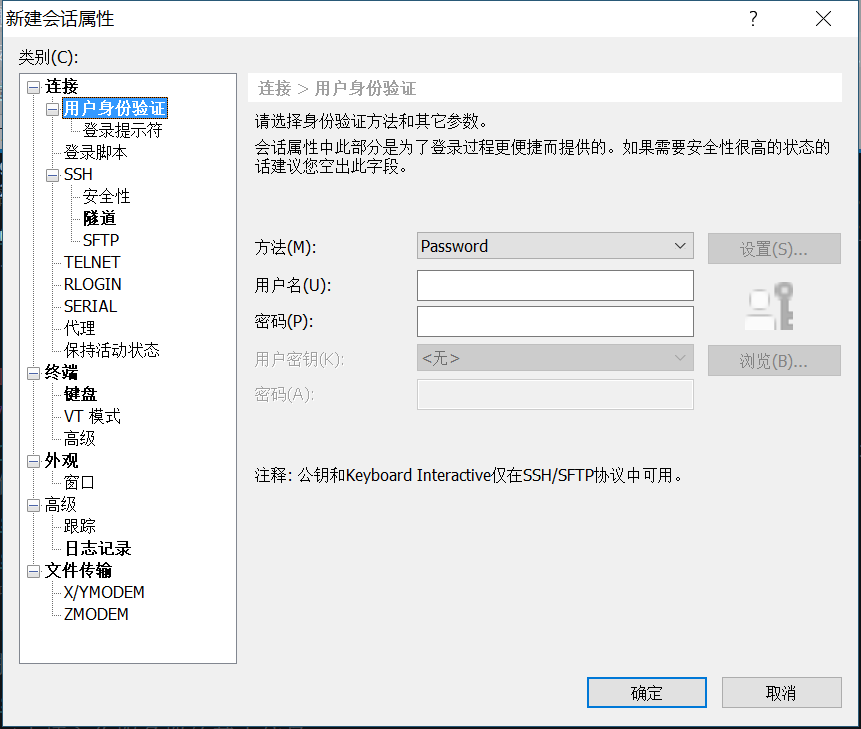 新建会话属性
?
类别(C):
连接
用户身份验证
登录提示符
登录脚本
SSH
安全性
隧道
SFTP
TELNET
RLOGIN
SERIAL
代理
保持活动状态
终端
键盘
VT 模式
高级
外观
窗口
高级
跟踪
日志记录
文件传输
X/YMODEM
ZMODEM
连接 > 用户身份验证
请选择身份验证方法和其它参数。
会话属性中此部分是为了登录过程更便捷而提供的。如果需要安全性很高的状态的
话建议您空出此字段。
方法(M):
Password
设置(S)...
用户名(U):
密码(P):
用户密钥(K):
<无>
浏览(B)...
密码(A):
注释: 公钥和Keyboard Interactive仅在SSH/SFTP协议中可用。
确定
取消